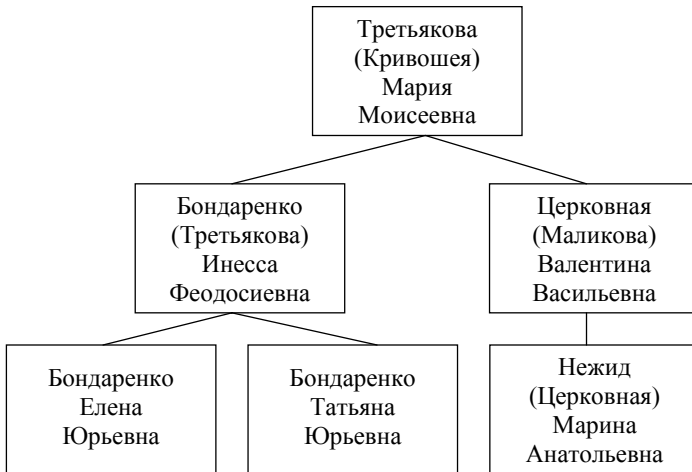 Третьякова
(Кривошея)
Мария
Моисеевна
Бондаренко
(Третьякова)
Инесса
Феодосиевна
Церковная
(Маликова)
Валентина
Васильевна
Бондаренко
Елена
Юрьевна
Бондаренко
Татьяна
Юрьевна
Нежид
(Церковная)
Марина
Анатольевна